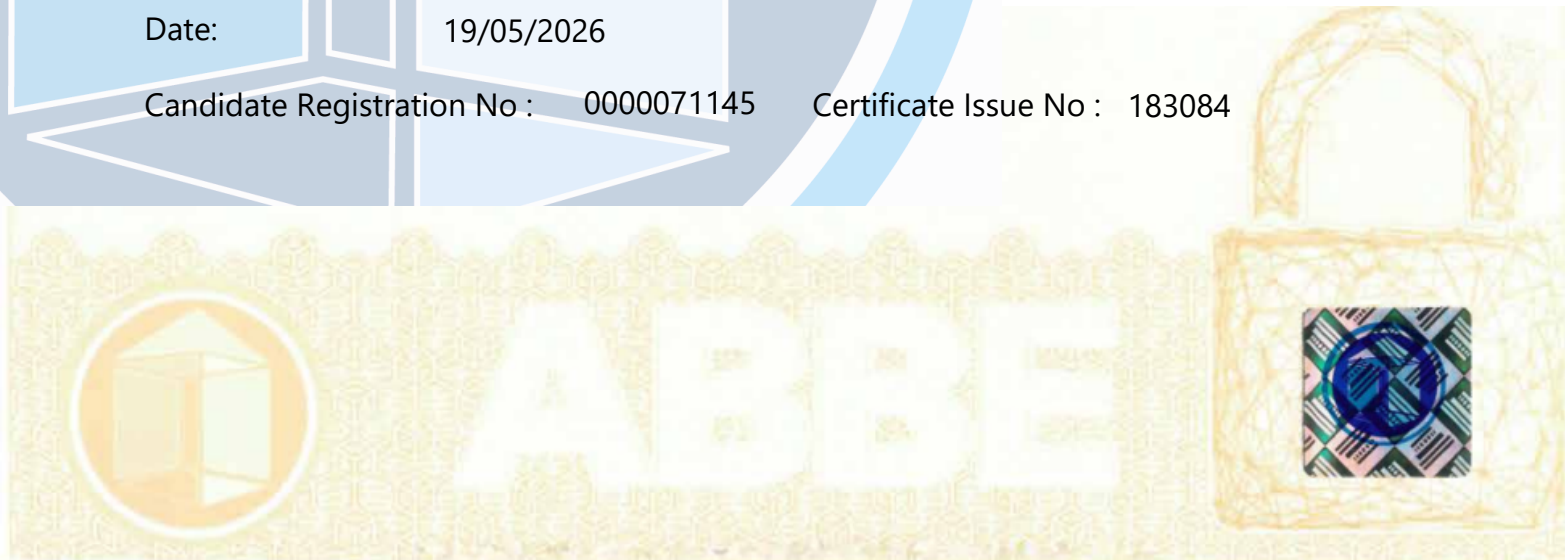 Date: 19/05/2026
Candidate Registration No : 0000071145 Certificate Issue No : 183084
ABBE